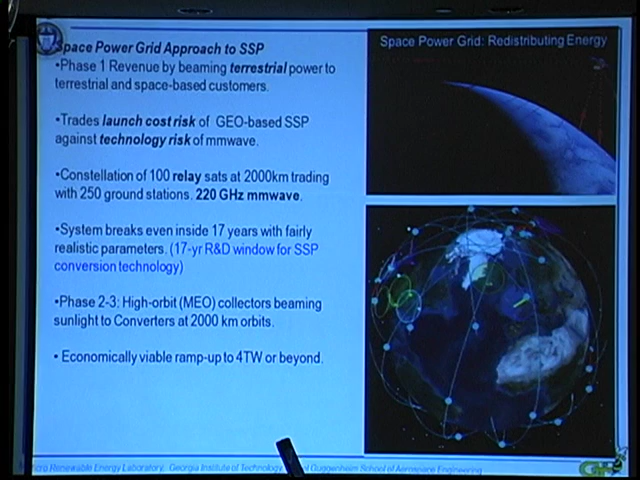 Space Power Grid Approach to SSP
•Phase 1 Revenue by beaming terrestrial power to
terrestrial and space-based customers.
•Trades launch cost risk of GEO-based SSP
against technology risk of mmwave.
•Constellation of 100 relay sats at 2000km trading
with 250 ground stations. 220 GHz mmwave.
•System breaks even inside 17 years with fairly
realistic parameters. (17-yr R&D window for SSP
conversion technology)
•Phase 2-3: High-orbit (MEO) collectors beaming
sunlight to Converters at 2000 km orbits.
• Economically viable ramp-up to 4TW or beyond.
Space Power Grid: Redistributing Energy
Renewable Energy Laboratory, Georgia Institute of Technology Guggenheim School of Aerospace Engineering